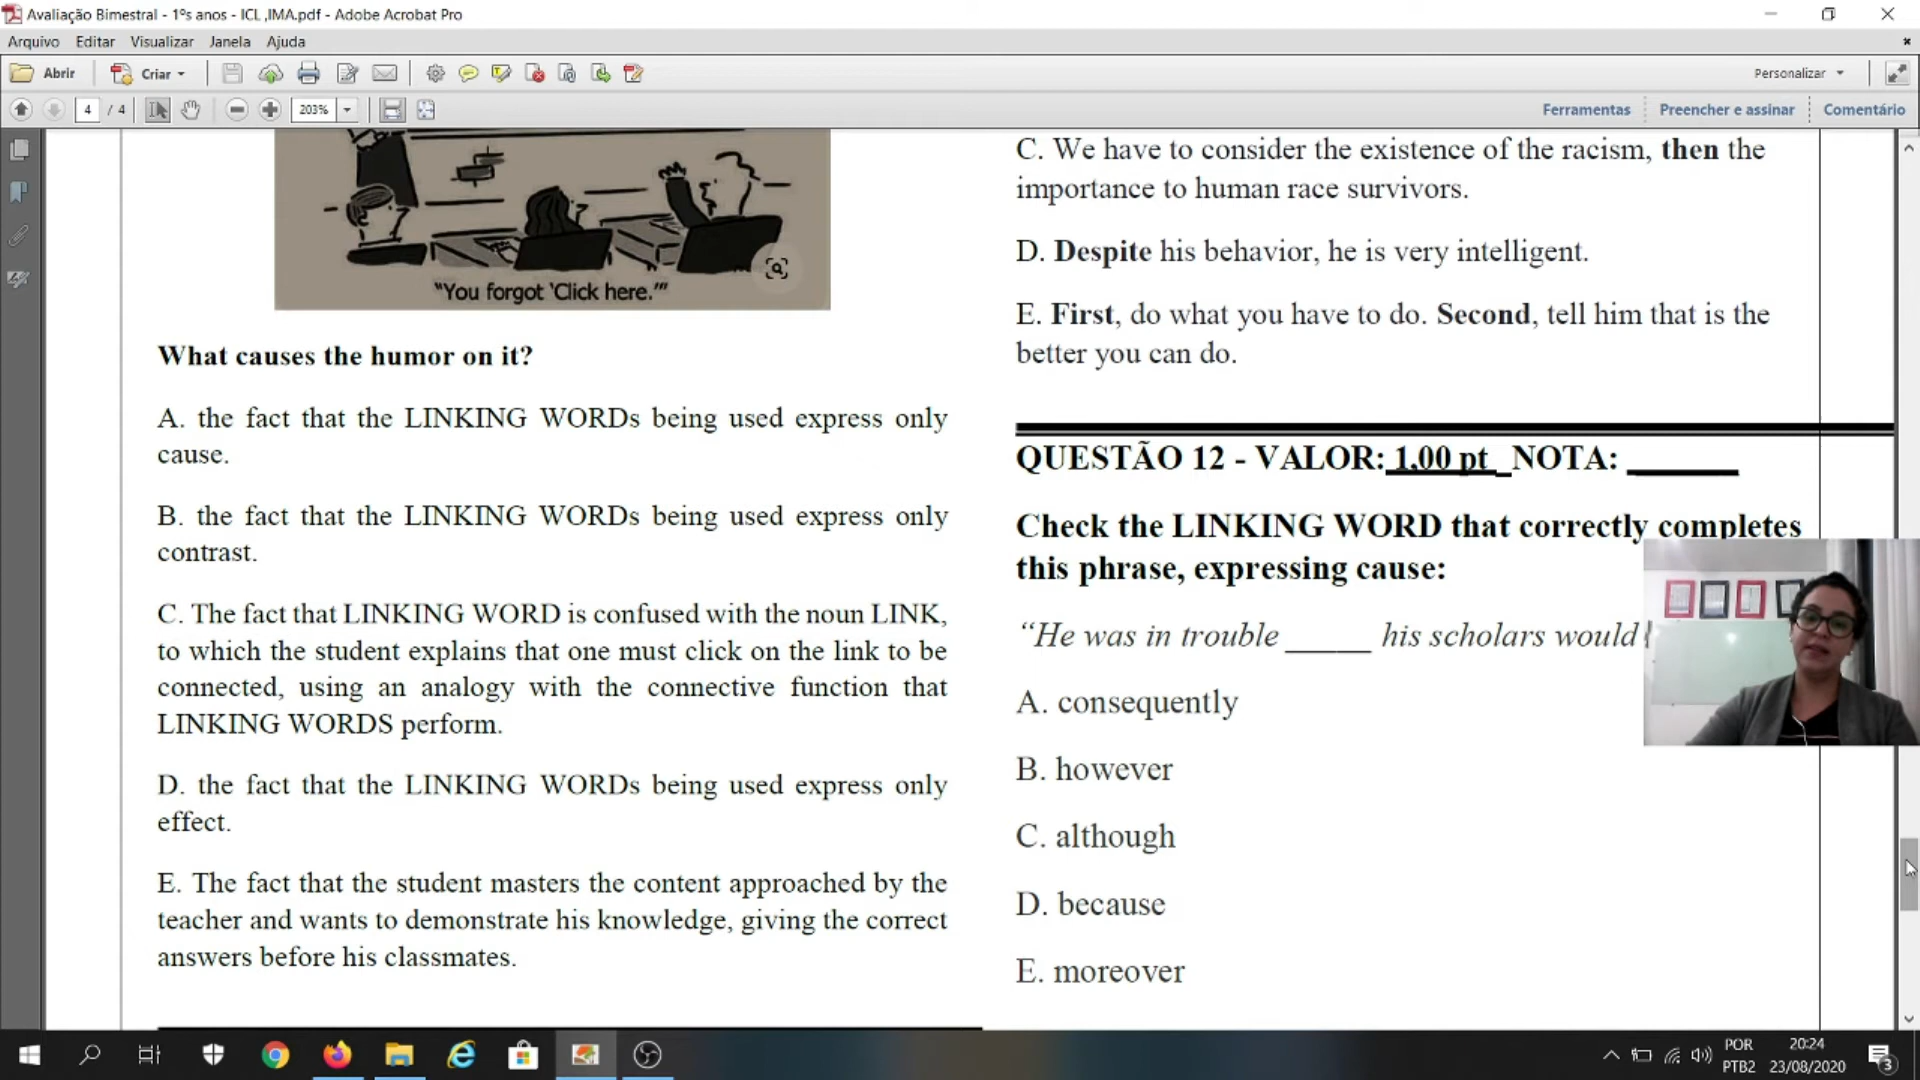 Avaliação Bimestral - 1ºs anos - ICL ,IMA.pdf - Adobe Acrobat Pro
Arquivo Editar Visualizar Janela Ajuda
Abrir Criar Personalizar
4 / 4 203% Ferramentas Preencher e assinar Comentário
"You forgot 'Click here.'"
What causes the humor on it?
A. the fact that the LINKING WORDs being used express only
cause.
B. the fact that the LINKING WORDs being used express only
contrast.
C. The fact that LINKING WORD is confused with the noun LINK,
to which the student explains that one must click on the link to be
connected, using an analogy with the connective function that
LINKING WORDS perform.
D. the fact that the LINKING WORDs being used express only
effect.
E. The fact that the student masters the content approached by the
teacher and wants to demonstrate his knowledge, giving the correct
answers before his classmates.
C. We have to consider the existence of the racism, then the
importance to human race survivors.
D. Despite his behavior, he is very intelligent.
E. First, do what you have to do. Second, tell him that is the
better you can do.
QUESTÃO 12 - VALOR: 1,00 pt _NOTA: _______
Check the LINKING WORD that correctly completes
this phrase, expressing cause:
“He was in trouble _____ his scholars would
A. consequently
B. however
C. although
D. because
E. moreover
POR 20:24
PTB2 23/08/2020 3